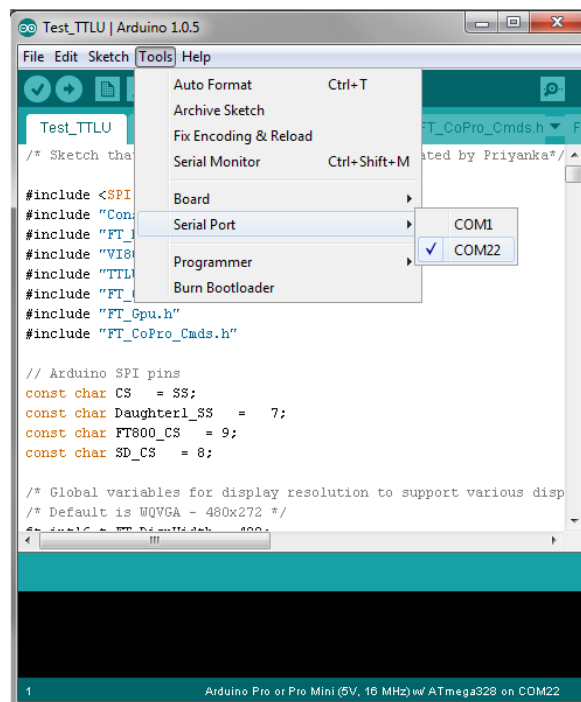 Test_TTLU | Arduino 1.0.5
File Edit Sketch Tools Help
Auto Format Ctrl+T
Archive Sketch
Fix Encoding & Reload
Serial Monitor Ctrl+Shift+M
Board
Serial Port
Programmer
Burn Bootloader
COM1
COM22
Test_TTLU FT_CoPro_Cmds.h F
/* Sketch tha ated by Priyanka*/
#include <SPI
#include "Con
#include "FT_
#include "VI8
#include "TTL
#include "FT_
#include "FT_Gpu.h"
#include "FT_CoPro_Cmds.h"
// Arduino SPI pins
const char CS = SS;
const char Daughter1_SS = 7;
const char FT800_CS = 9;
const char SD_CS = 8;
/* Global variables for display resolution to support various disp
/* Default is WQVGA - 480x272 */
1 Arduino Pro or Pro Mini (5V, 16 MHz) w/ ATmega328 on COM22